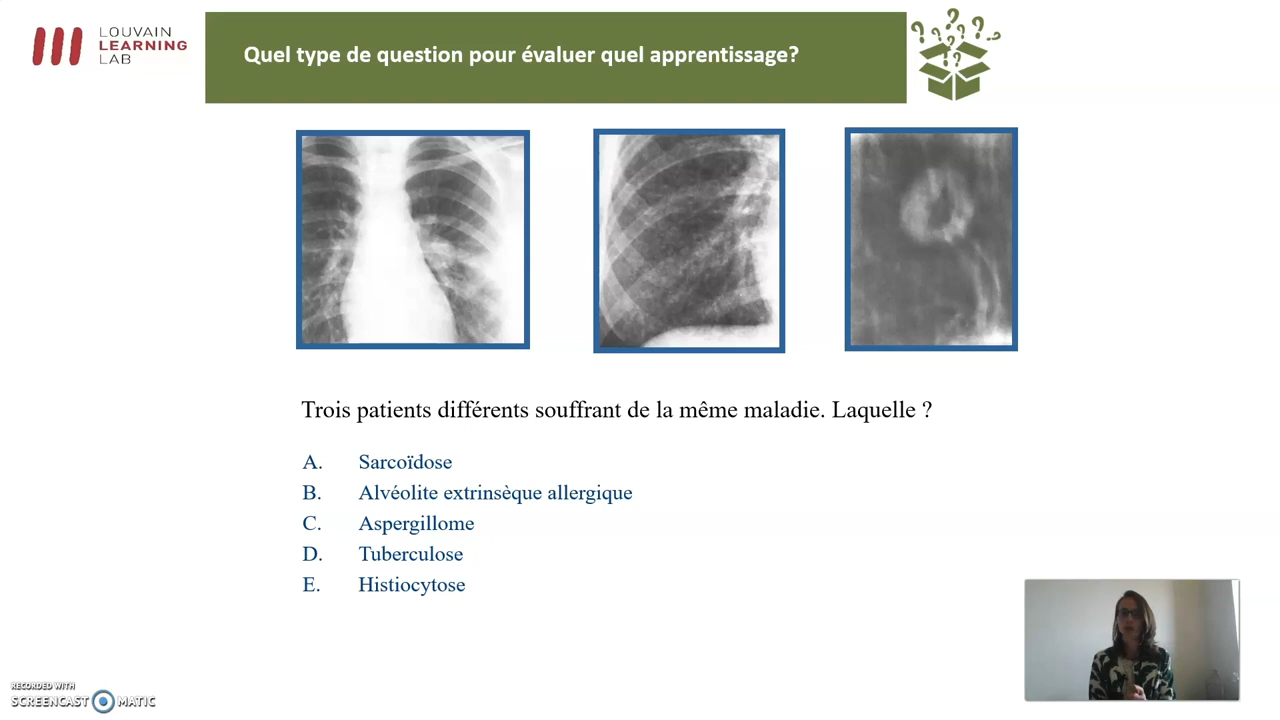 LOUVAIN
LEARNING
LAB
Quel type de question pour évaluer quel apprentissage?
Trois patients différents souffrant de la même maladie. Laquelle ?
A. Sarcoïdose
B. Alvéolite extrinsèque allergique
C. Aspergillome
D. Tuberculose
E. Histiocytose
RECORDED WITH
SCREENCAST MATIC